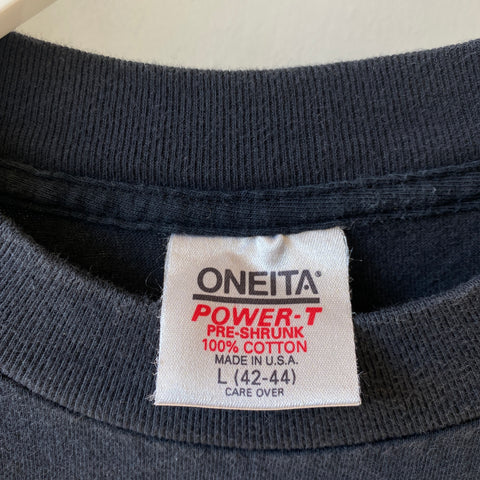 ONEITA®
POWER-T
PRE-SHRUNK
100% COTTON
MADE IN U.S.A.
L (42-44)
CARE OVER